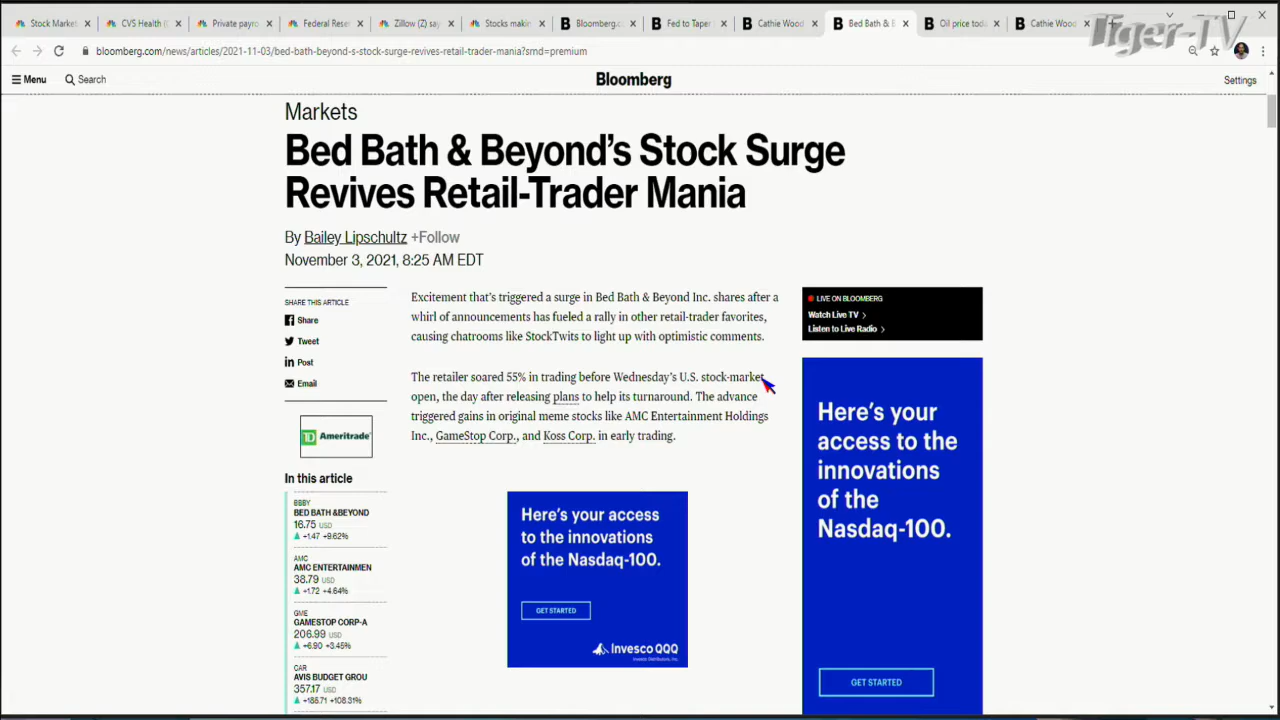 Stock Market
CVS Health (
Private payro
Federal Rese
Zillow (Z) say
Stocks makin
Bloomberg.c
Fed to Taper
Cathie Wood
Bed Bath & B
Oil price toda
Cathie Wood
Tiger-TV
bloomberg.com/news/articles/2021-11-03/bed-bath-beyond-s-stock-surge-revives-retail-trader-mania?srnd=premium
Menu
Search
Bloomberg
Settings
Markets
Bed Bath & Beyond's Stock Surge
Revives Retail-Trader Mania
By Bailey Lipschultz +Follow
November 3, 2021, 8:25 AM EDT
SHARE THIS ARTICLE
Share
Tweet
Post
Email
TD Ameritrade
In this article
BBBY
BED BATH &BEYOND
16.75 USD
+1.47 +9.62%
AMC
AMC ENTERTAINMEN
38.79 USD
+1.72 +4.64%
GME
GAMESTOP CORP-A
206.99 USD
+6.90 +3.45%
CAR
AVIS BUDGET GROU
357.17 USD
+185.71 +108.31%
Excitement that's triggered a surge in Bed Bath & Beyond Inc. shares after a
whirl of announcements has fueled a rally in other retail-trader favorites,
causing chatrooms like StockTwits to light up with optimistic comments.
The retailer soared 55% in trading before Wednesday's U.S. stock-market
open, the day after releasing plans to help its turnaround. The advance
triggered gains in original meme stocks like AMC Entertainment Holdings
Inc., GameStop Corp., and Koss Corp. in early trading.
Here's your access
to the innovations
of the Nasdaq-100.
GET STARTED
Invesco QQQ
Invesco Distributors, Inc.
LIVE ON BLOOMBERG
Watch Live TV
Listen to Live Radio
Here's your
access to the
innovations
of the
Nasdaq-100.
GET STARTED